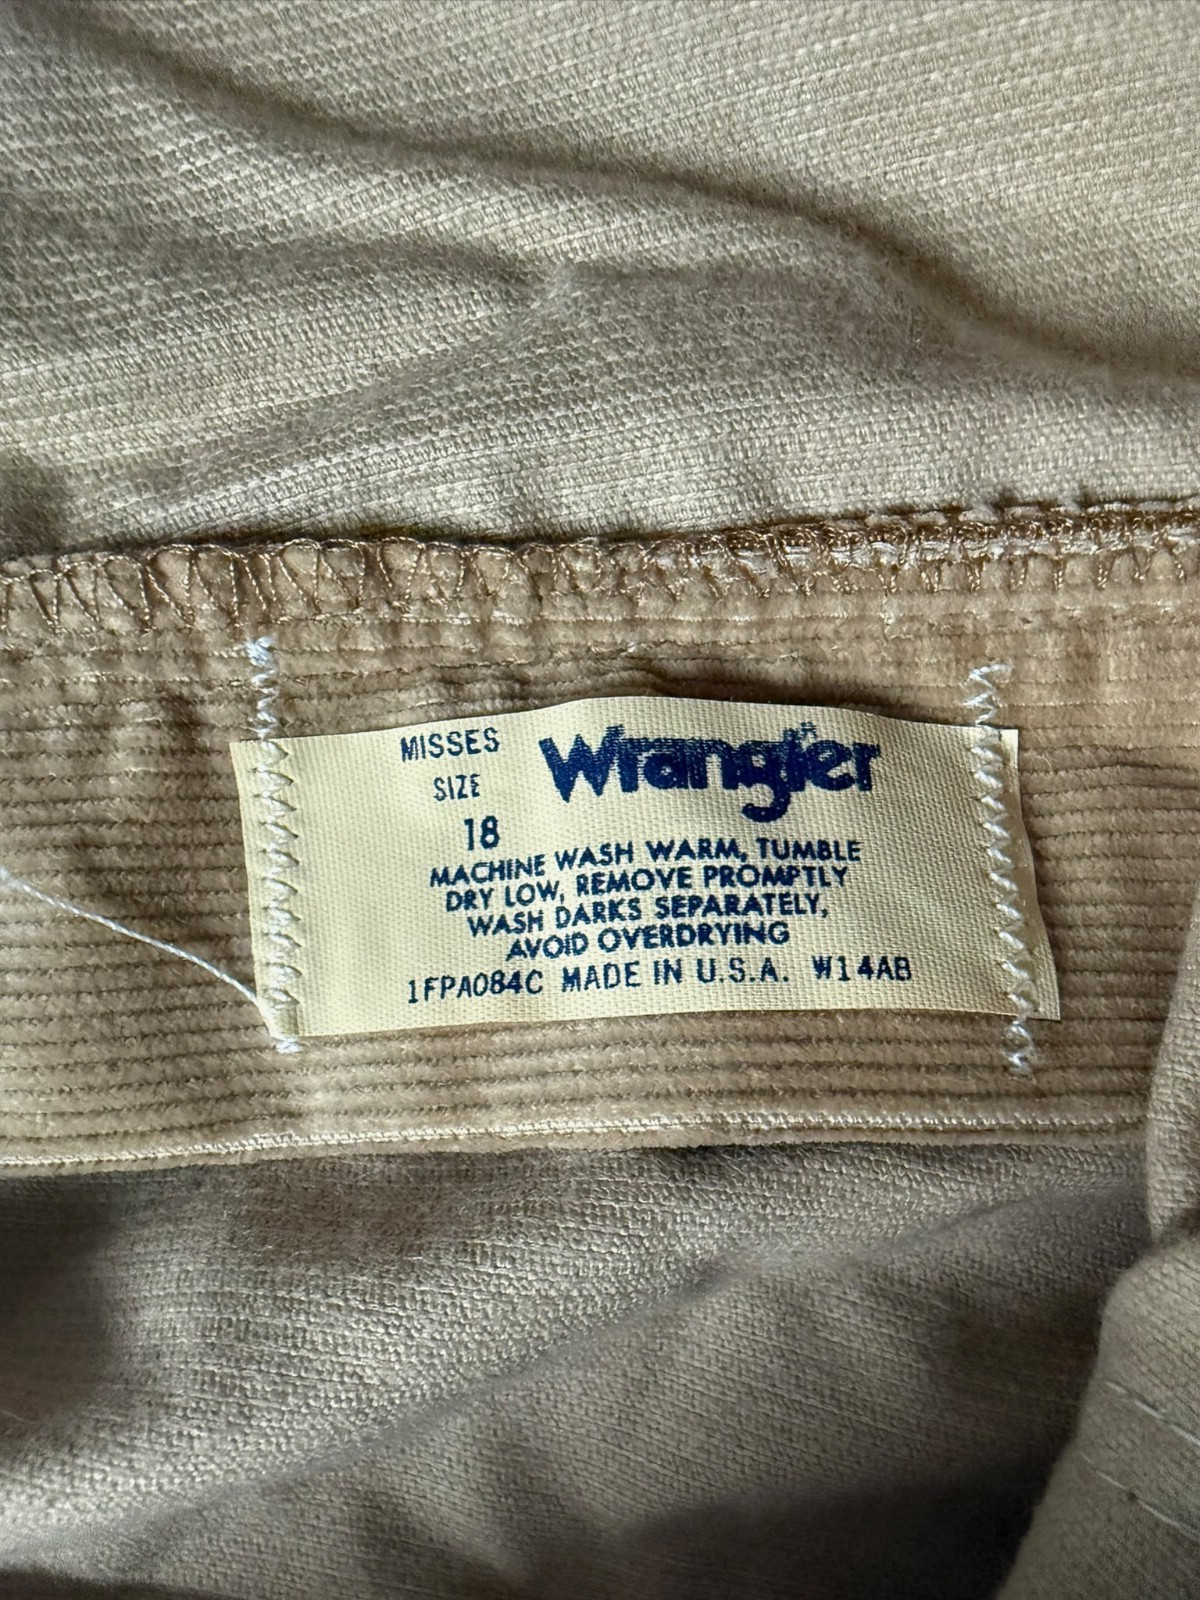 MISSES
SIZE
18
Wrangler
MACHINE WASH WARM, TUMBLE
DRY LOW, REMOVE PROMPTLY
WASH DARKS SEPARATELY,
AVOID OVERDRYING
1FPA084C MADE IN U.S.A. W14AB